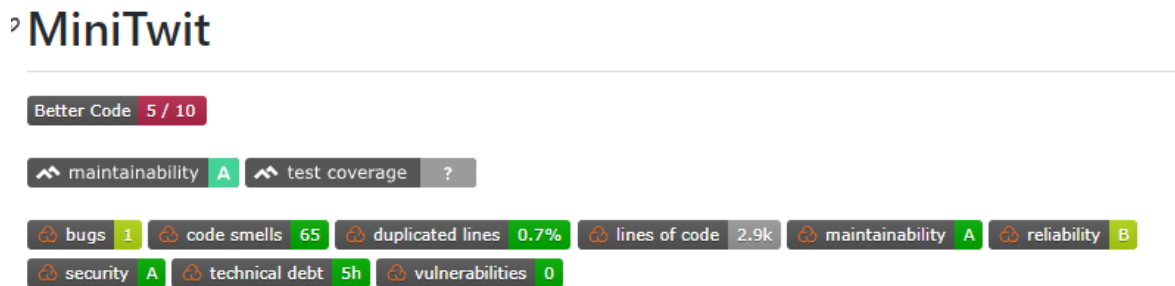 MiniTwit
Better Code 5 / 10
maintainability A test coverage ?
bugs 1 code smells 65 duplicated lines 0.7% lines of code 2.9k maintainability A reliability B
security A technical debt 5h vulnerabilities 0